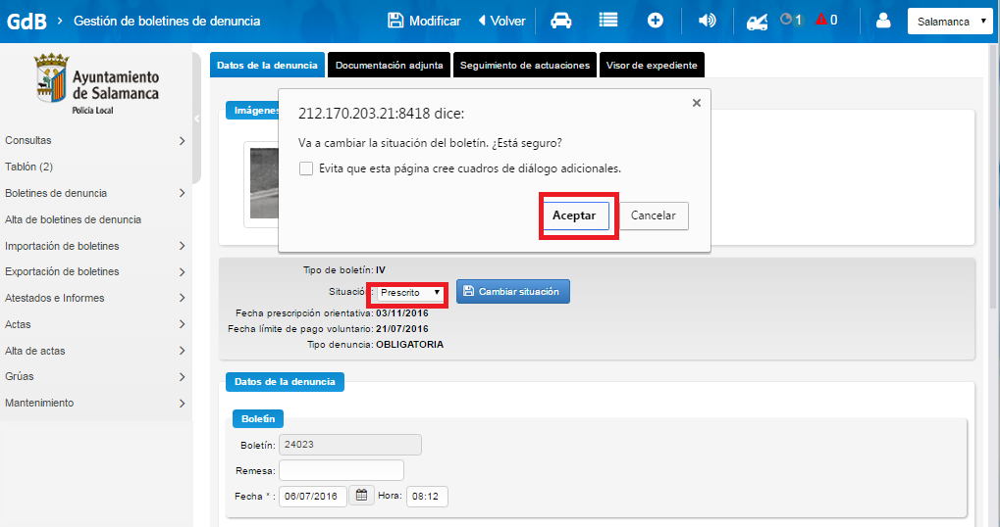 GdB > Gestión de boletines de denuncia Modificar Volver 1 0 Salamanca
Ayuntamiento
de Salamanca
Policía Local
Consultas
Tablón (2)
Boletines de denuncia
Alta de boletines de denuncia
Importación de boletines
Exportación de boletines
Atestados e Informes
Actas
Alta de actas
Grúas
Mantenimiento
Datos de la denuncia Documentación adjunta Seguimiento de actuaciones Visor de expediente
Imágenes
212.170.203.21:8418 dice:
Va a cambiar la situación del boletín. ¿Está seguro?
Evita que esta página cree cuadros de diálogo adicionales.
Aceptar Cancelar
Tipo de boletín: IV
Situación: Prescrito Cambiar situación
Fecha prescripción orientativa: 03/11/2016
Fecha límite de pago voluntario: 21/07/2016
Tipo denuncia: OBLIGATORIA
Datos de la denuncia
Boletín
Boletín: 24023
Remesa:
Fecha * : 06/07/2016 Hora: 08:12